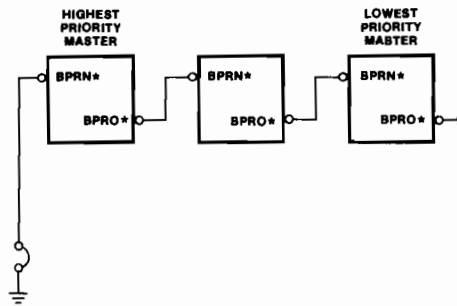 HIGHEST
PRIORITY
MASTER
LOWEST
PRIORITY
MASTER
BPRN*
BPRO*
BPRN*
BPRO*
BPRN*
BPRO*